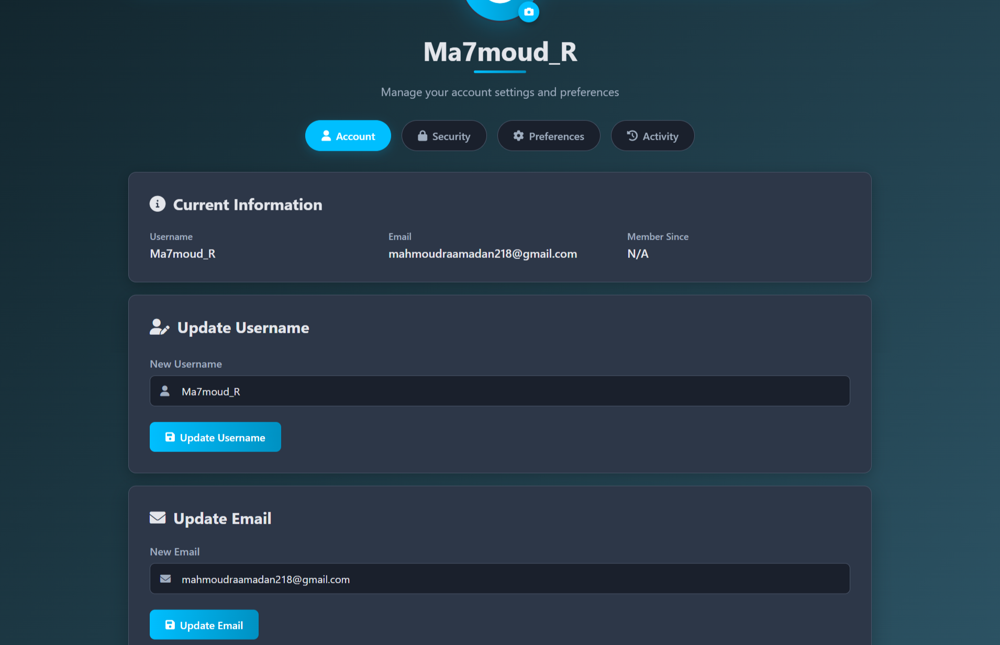 Ma7moud_R
Manage your account settings and preferences
Account
Security
Preferences
Activity
Current Information
Username
Ma7moud_R
Email
mahmoudraamadan218@gmail.com
Member Since
N/A
Update Username
New Username
Ma7moud_R
Update Username
Update Email
New Email
mahmoudraamadan218@gmail.com
Update Email